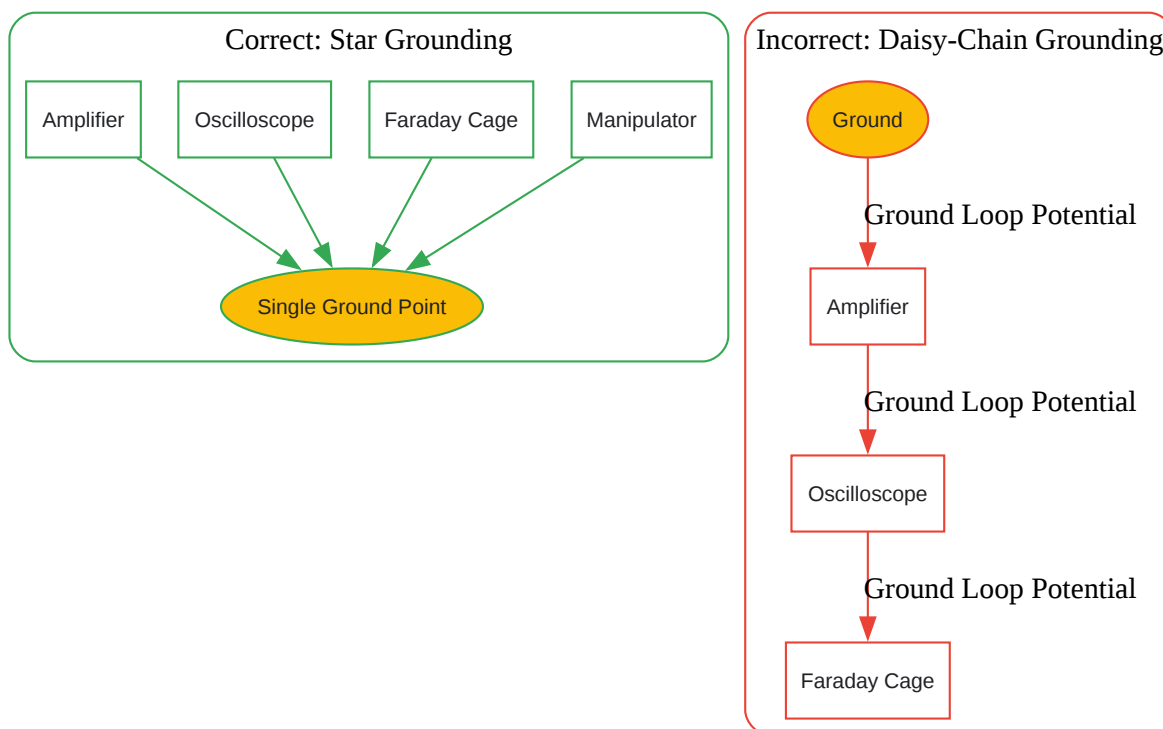 Correct: Star Grounding
Amplifier
Oscilloscope
Faraday Cage
Manipulator
Single Ground Point
Incorrect: Daisy-Chain Grounding
Ground
Ground Loop Potential
Amplifier
Ground Loop Potential
Oscilloscope
Ground Loop Potential
Faraday Cage